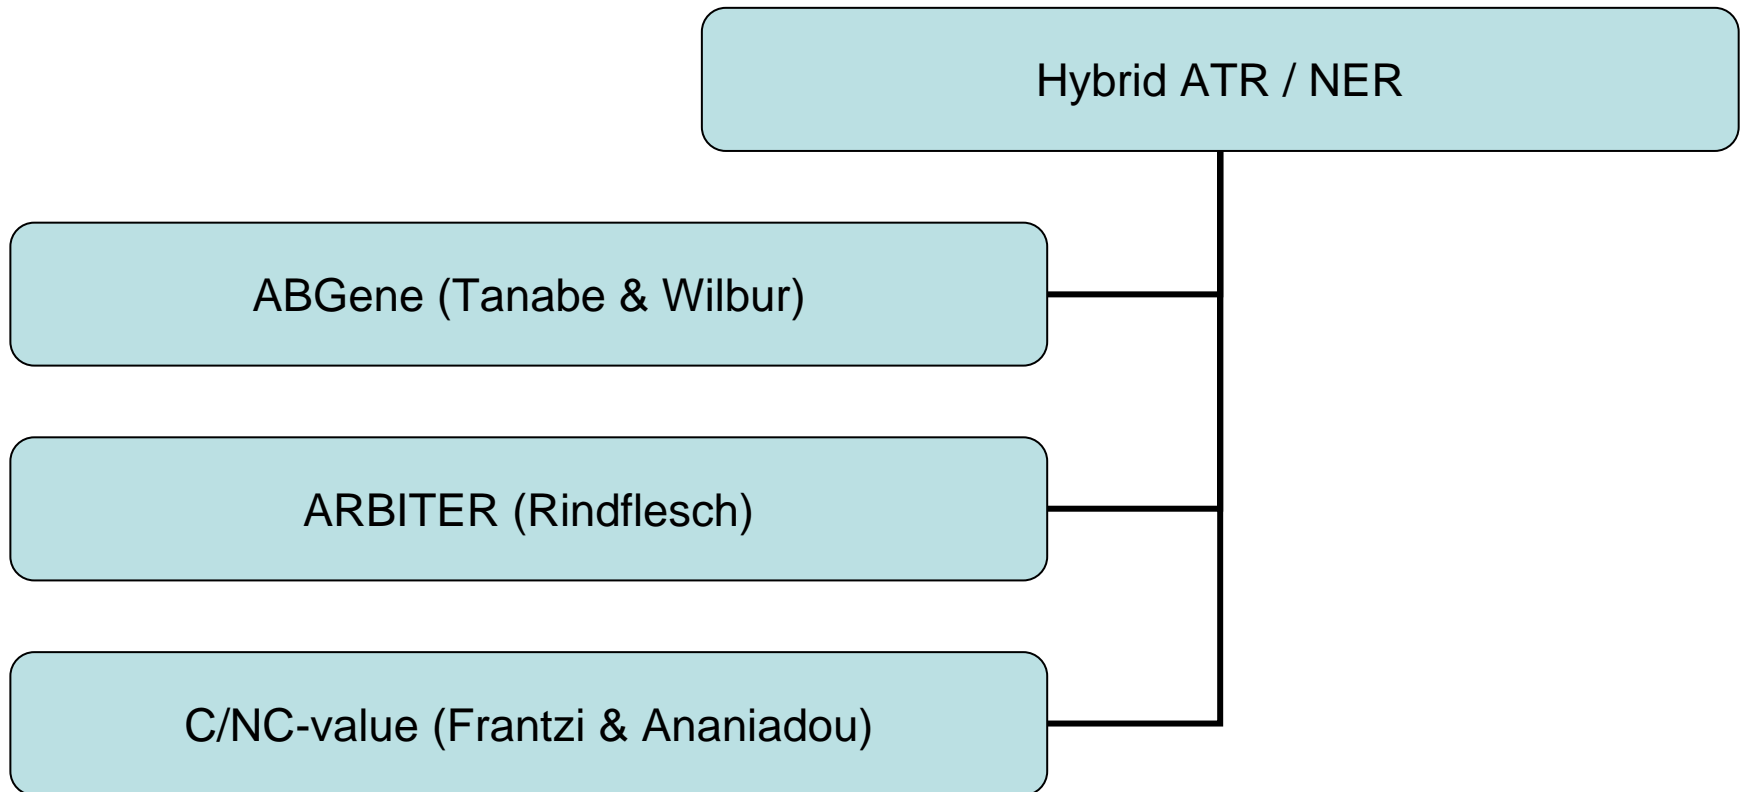 Hybrid ATR / NER
ABGene (Tanabe & Wilbur)
ARBITER (Rindflesch)
C/NC-value (Frantzi & Ananiadou)